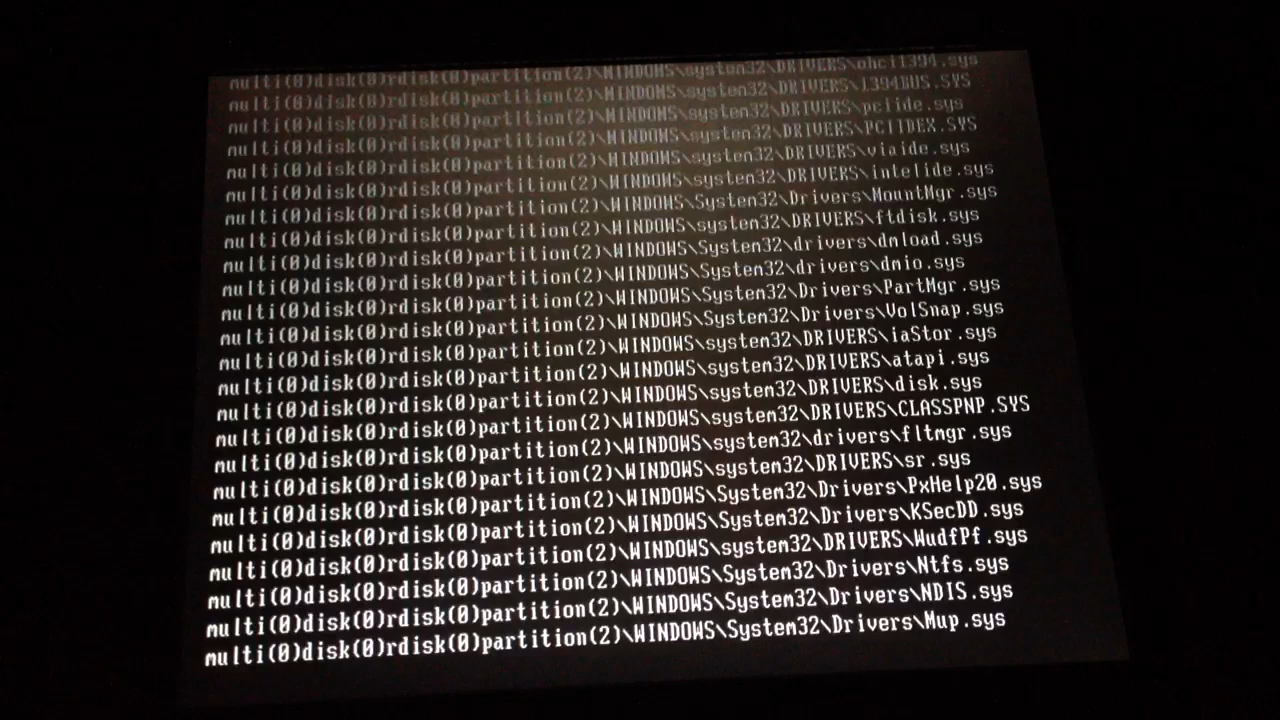 multi(0)disk(0)rdisk(0)partition(2)\WINDOWS\system32\DRIVERS\ohci1394.sys
multi(0)disk(0)rdisk(0)partition(2)\WINDOWS\system32\DRIVERS\1394BUS.SYS
multi(0)disk(0)rdisk(0)partition(2)\WINDOWS\system32\DRIVERS\pciide.sys
multi(0)disk(0)rdisk(0)partition(2)\WINDOWS\system32\DRIVERS\PCIIDEX.SYS
multi(0)disk(0)rdisk(0)partition(2)\WINDOWS\system32\DRIVERS\viaide.sys
multi(0)disk(0)rdisk(0)partition(2)\WINDOWS\system32\DRIVERS\intelide.sys
multi(0)disk(0)rdisk(0)partition(2)\WINDOWS\System32\Drivers\MountMgr.sys
multi(0)disk(0)rdisk(0)partition(2)\WINDOWS\system32\DRIVERS\ftdisk.sys
multi(0)disk(0)rdisk(0)partition(2)\WINDOWS\System32\drivers\dmload.sys
multi(0)disk(0)rdisk(0)partition(2)\WINDOWS\System32\drivers\dmio.sys
multi(0)disk(0)rdisk(0)partition(2)\WINDOWS\System32\Drivers\PartMgr.sys
multi(0)disk(0)rdisk(0)partition(2)\WINDOWS\System32\Drivers\VolSnap.sys
multi(0)disk(0)rdisk(0)partition(2)\WINDOWS\system32\DRIVERS\iaStor.sys
multi(0)disk(0)rdisk(0)partition(2)\WINDOWS\system32\DRIVERS\atapi.sys
multi(0)disk(0)rdisk(0)partition(2)\WINDOWS\system32\DRIVERS\disk.sys
multi(0)disk(0)rdisk(0)partition(2)\WINDOWS\system32\DRIVERS\CLASSPNP.SYS
multi(0)disk(0)rdisk(0)partition(2)\WINDOWS\system32\drivers\fltmgr.sys
multi(0)disk(0)rdisk(0)partition(2)\WINDOWS\system32\DRIVERS\sr.sys
multi(0)disk(0)rdisk(0)partition(2)\WINDOWS\System32\Drivers\PxHelp20.sys
multi(0)disk(0)rdisk(0)partition(2)\WINDOWS\System32\Drivers\KSecDD.sys
multi(0)disk(0)rdisk(0)partition(2)\WINDOWS\system32\DRIVERS\WudfPf.sys
multi(0)disk(0)rdisk(0)partition(2)\WINDOWS\System32\Drivers\Ntfs.sys
multi(0)disk(0)rdisk(0)partition(2)\WINDOWS\System32\Drivers\NDIS.sys
multi(0)disk(0)rdisk(0)partition(2)\WINDOWS\System32\Drivers\Mup.sys